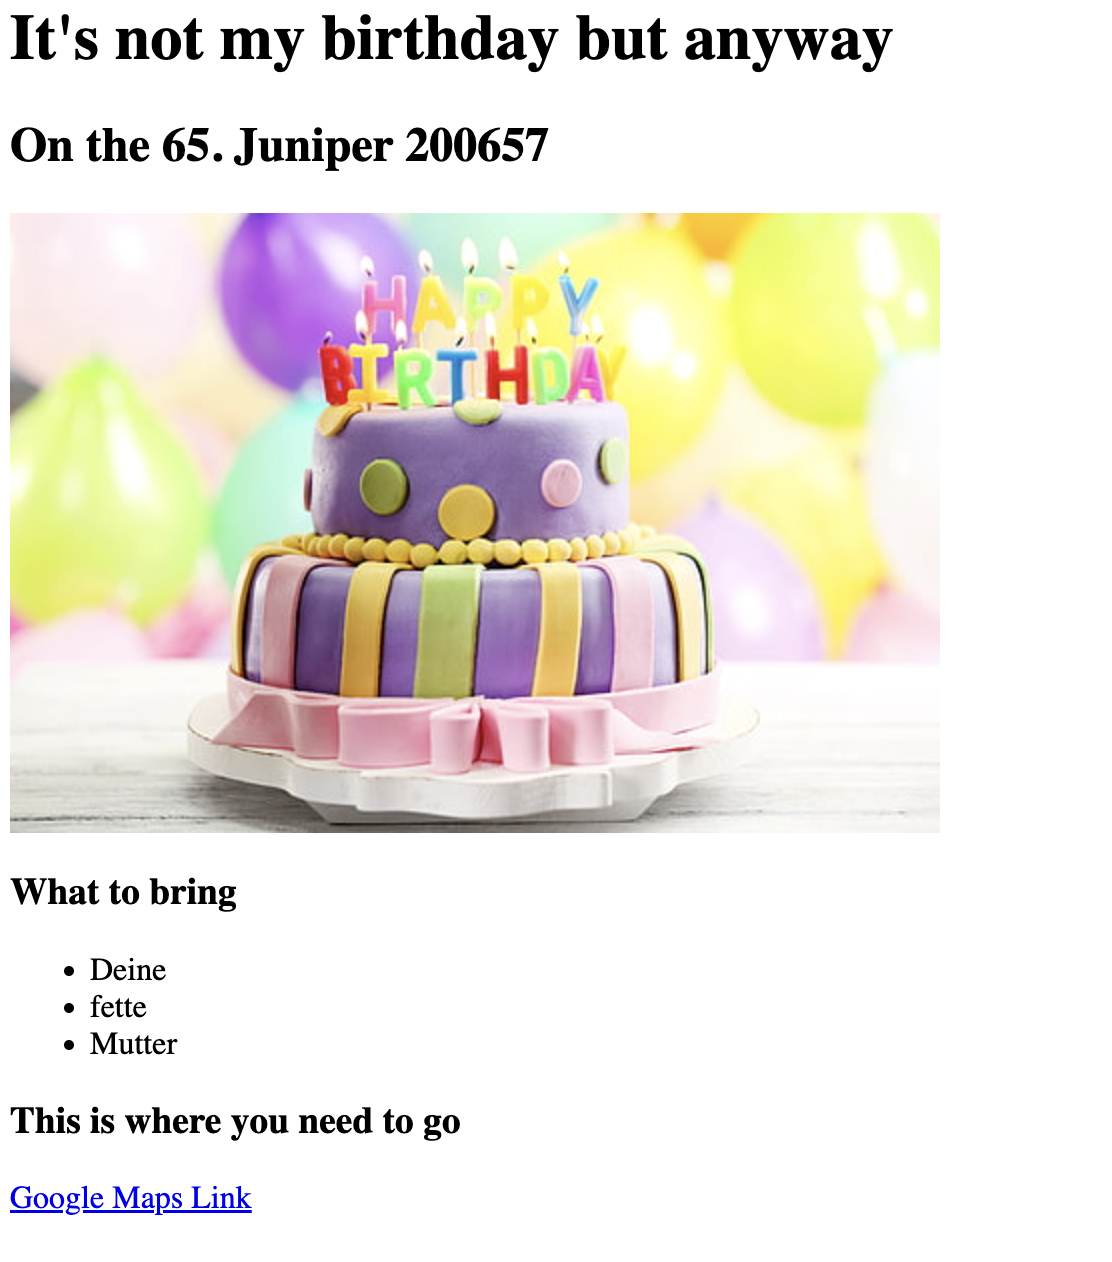 It's not my birthday but anyway
On the 65. Juniper 200657
HAPPY
BIRTHDAY
What to bring
Deine
fette
Mutter
This is where you need to go
Google Maps Link